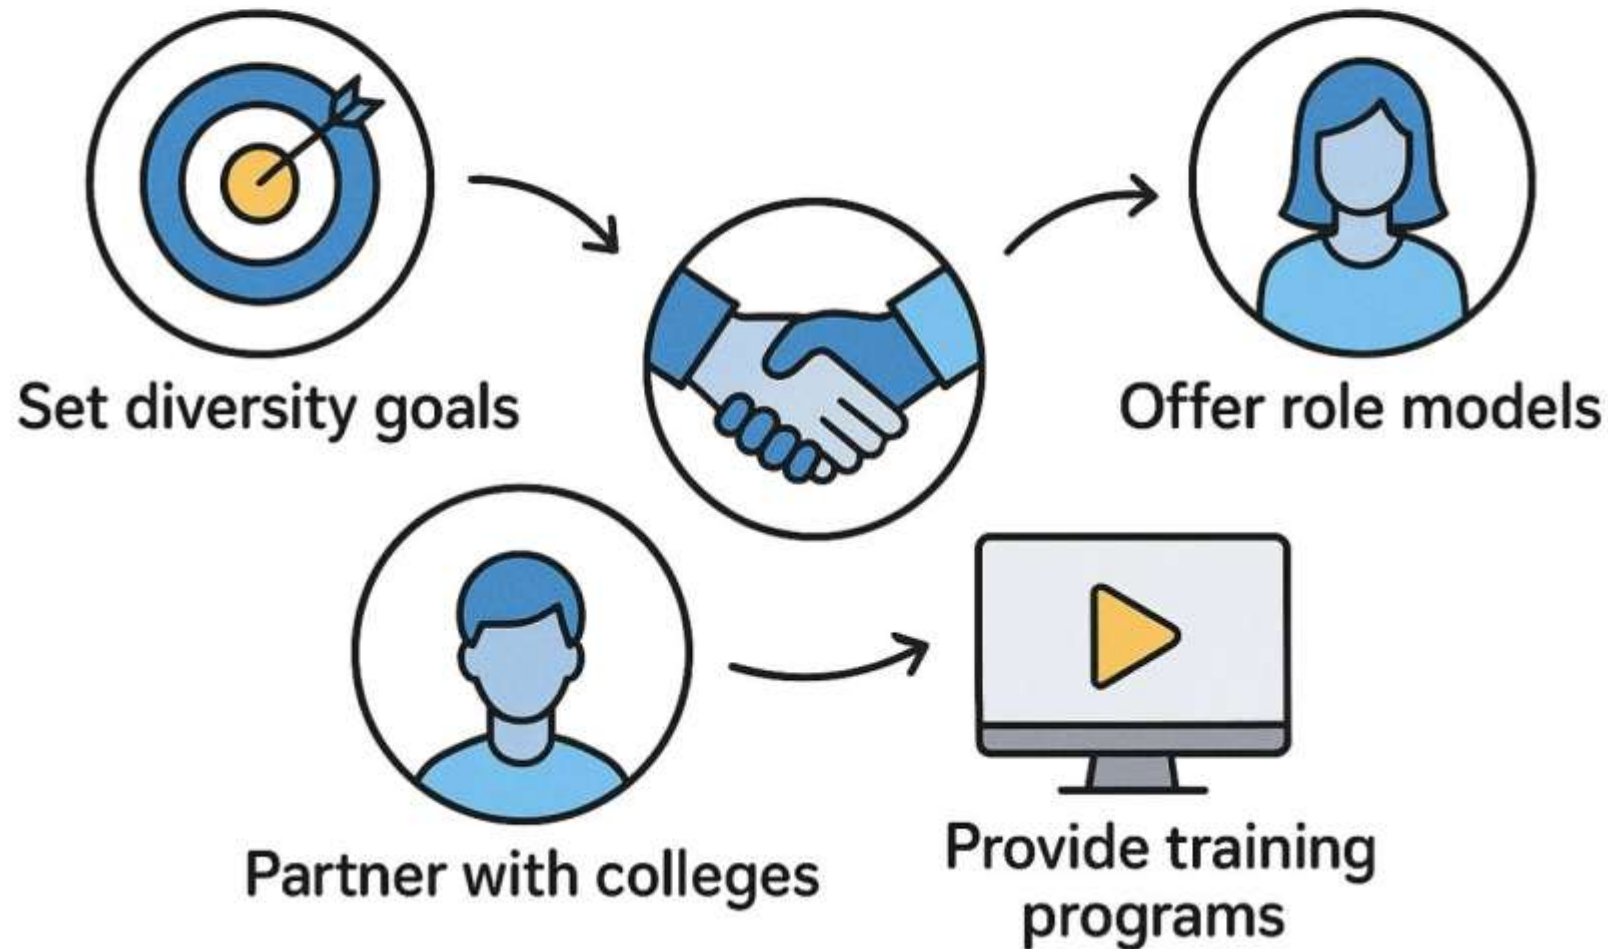 Set diversity goals
Offer role models
Partner with colleges
Provide training
programs